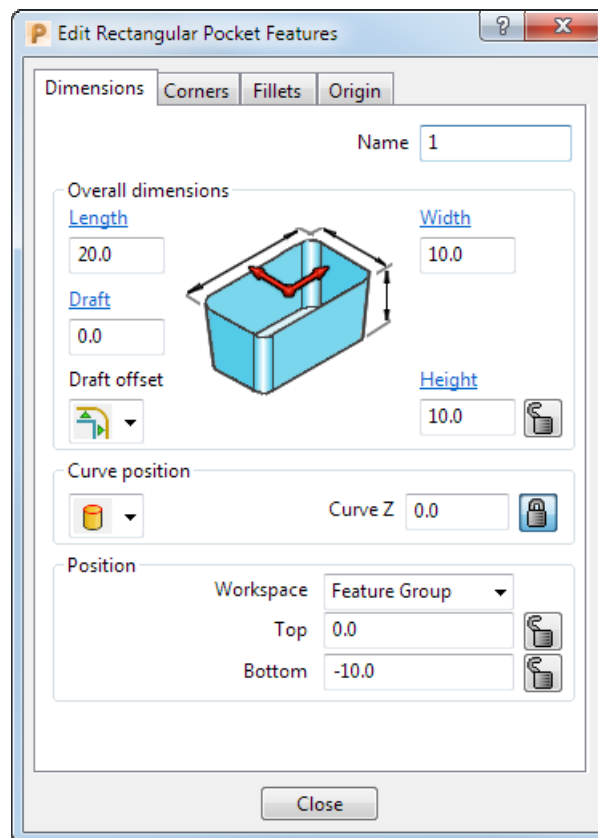 Edit Rectangular Pocket Features
Dimensions Corners Fillets Origin
Name 1
Overall dimensions
Length Width
20.0 10.0
Draft
0.0
Draft offset Height
10.0
Curve position
Curve Z 0.0
Position
Workspace Feature Group
Top 0.0
Bottom -10.0
Close